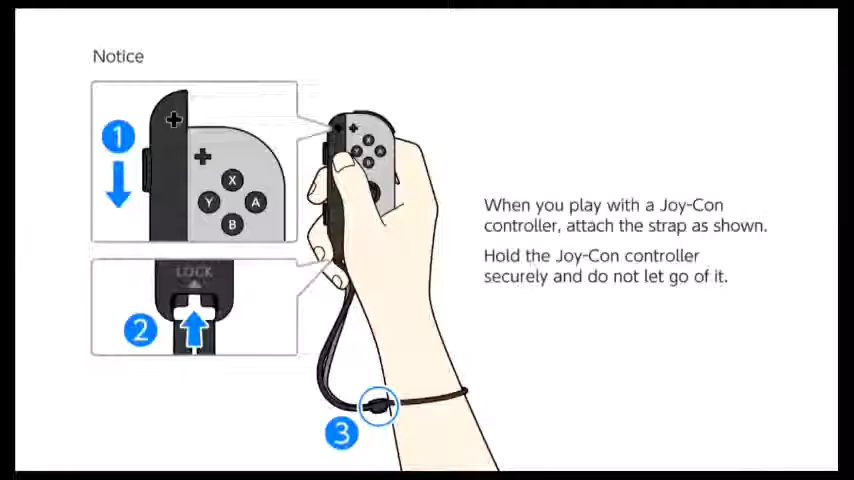 Notice
1
X
Y
A
B
LOCK
2
3
When you play with a Joy-Con
controller, attach the strap as shown.
Hold the Joy-Con controller
securely and do not let go of it.